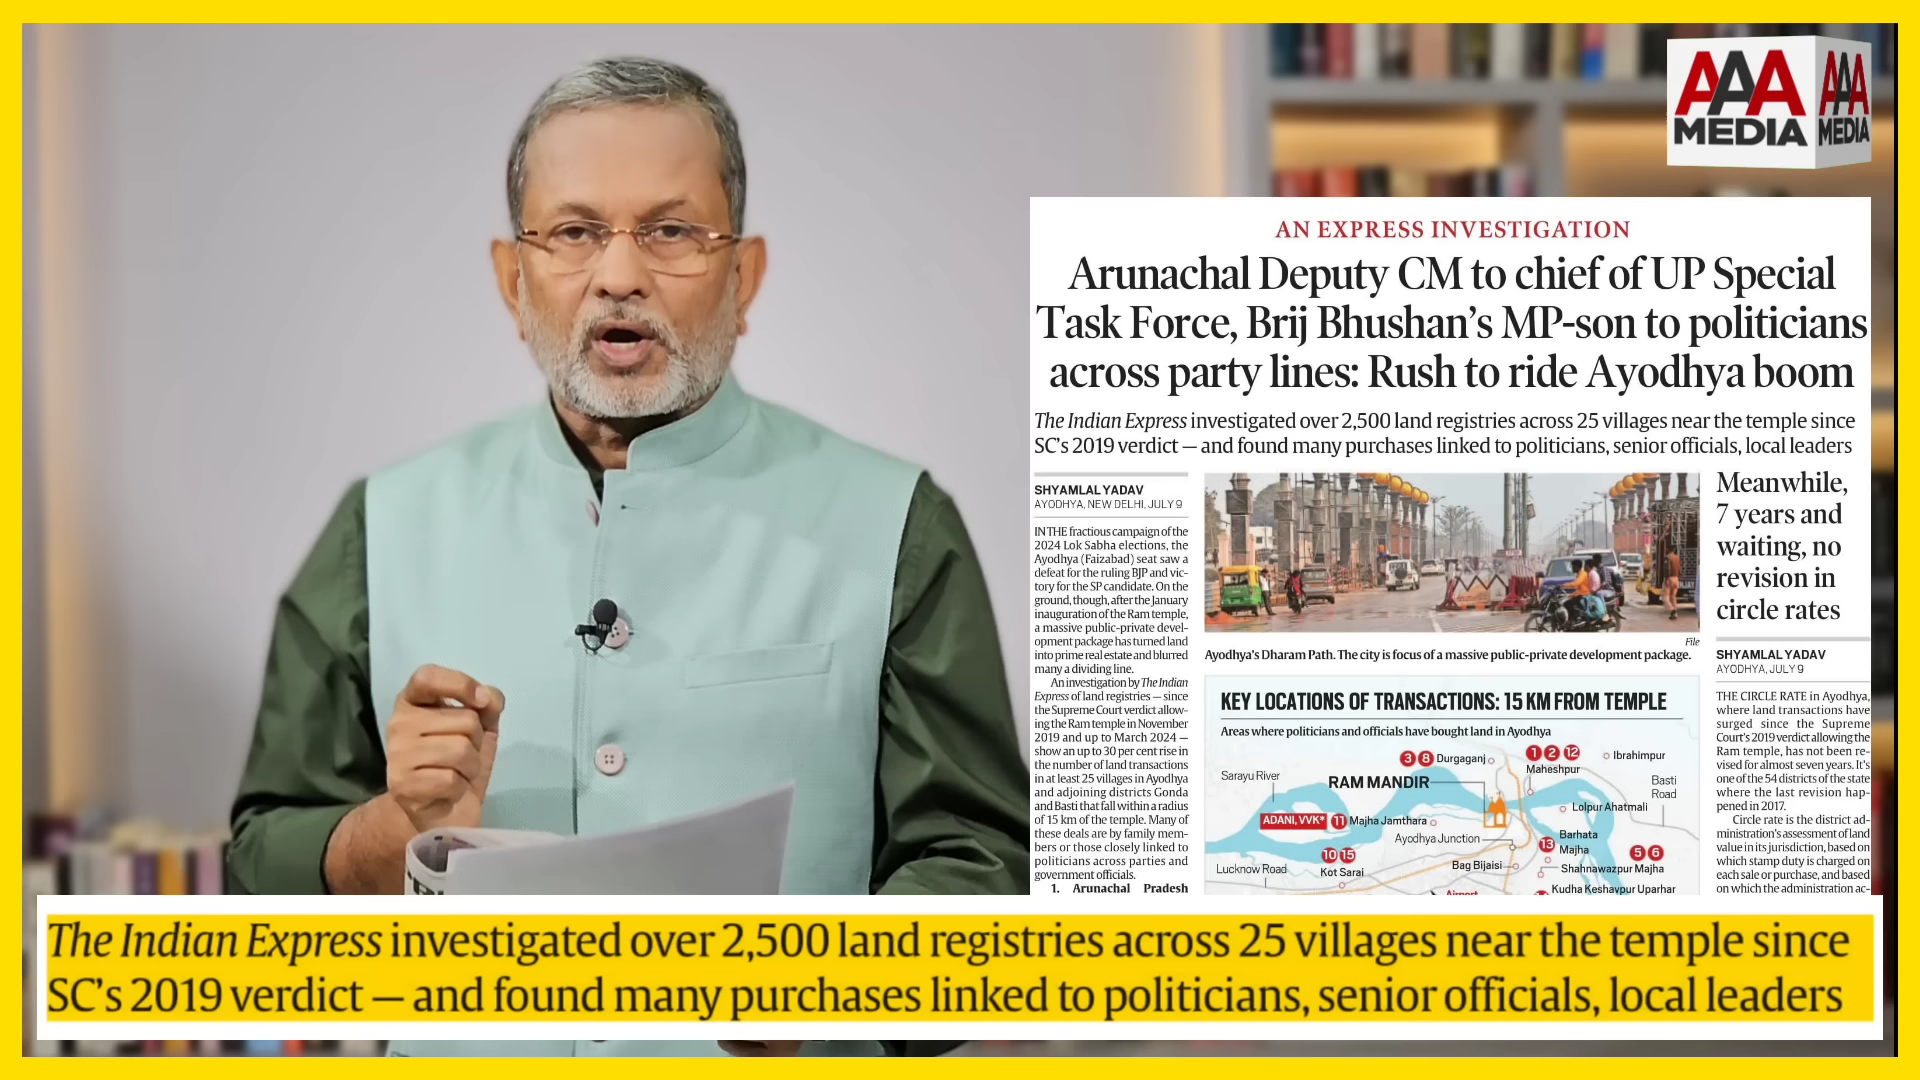 AAA
MEDIA
AAA
MEDIA
AN EXPRESS INVESTIGATION
Arunachal Deputy CM to chief of UP Special
Task Force, Brij Bhushan's MP-son to politicians
across party lines: Rush to ride Ayodhya boom
The Indian Express investigated over 2,500 land registries across 25 villages near the temple since
SC's 2019 verdict — and found many purchases linked to politicians, senior officials, local leaders
SHYAMLAL YADAV
AYODHYA, NEW DELHI, JULY 9
IN THE fractious campaign of the
2024 Lok Sabha elections, the
Ayodhya (Faizabad) seat saw a
defeat for the ruling BJP and vic-
tory for the SP candidate. On the
ground, though, after the January
inauguration of the Ram temple,
a massive public-private devel-
opment package has turned land
into prime real estate and blurred
many a dividing line.
An investigation by The Indian
Express of land registries — since
the Supreme Court verdict allow-
ing the Ram temple in November
2019 and up to March 2024 —
show an up to 30 per cent rise in
the number of land transactions
in at least 25 villages in Ayodhya
and adjoining districts Gonda
and Basti that fall within a radius
of 15 km of the temple. Many of
these deals are by family mem-
bers or those closely linked to
politicians across parties and
government officials.
1. Arunachal Pradesh
File
Ayodhya's Dharam Path. The city is focus of a massive public-private development package.
KEY LOCATIONS OF TRANSACTIONS: 15 KM FROM TEMPLE
Areas where politicians and officials have bought land in Ayodhya
3 8 Durgaganj
1 2 12
Maheshpur
Ibrahimpur
Sarayu River
RAM MANDIR
Basti
Road
Lolpur Ahatmali
ADANI, VVK* 11 Majha Jamthara
Ayodhya Junction
13 Barhata
Majha
10 15
Kot Sarai
5 6
Lucknow Road
Bag Bijaisi
Shahnawazpur Majha
Kudha Keshavpur Uparhar
Airport
Meanwhile,
7 years and
waiting, no
revision in
circle rates
SHYAMLAL YADAV
AYODHYA, JULY 9
THE CIRCLE RATE in Ayodhya,
where land transactions have
surged since the Supreme
Court's 2019 verdict allowing the
Ram temple, has not been re-
vised for almost seven years. It's
one of the 54 districts of the state
where the last revision hap-
pened in 2017.
Circle rate is the district ad-
ministration's assessment of land
value in its jurisdiction, based on
which stamp duty is charged on
each sale or purchase, and based
on which the administration ac-
The Indian Express investigated over 2,500 land registries across 25 villages near the temple since
SC's 2019 verdict — and found many purchases linked to politicians, senior officials, local leaders